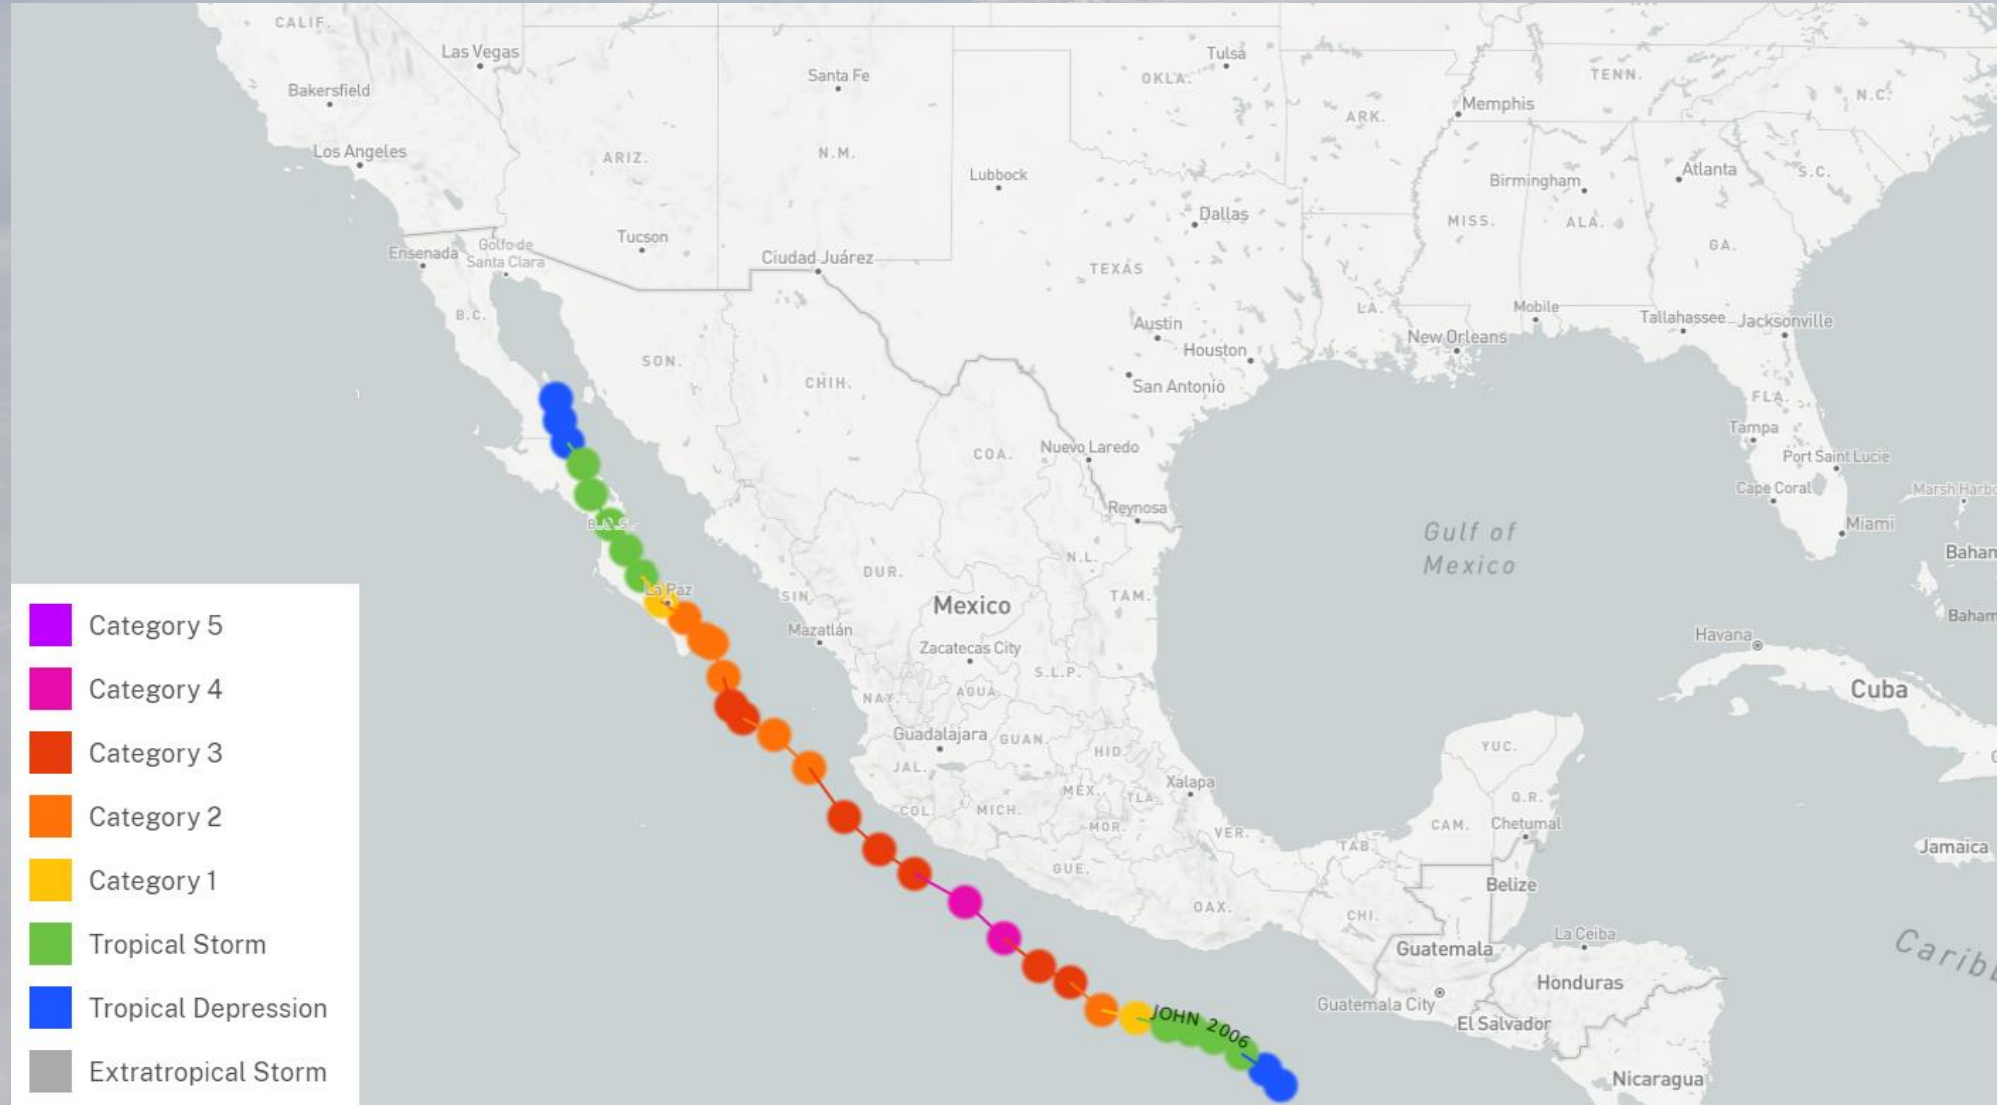 CALIF.
Las Vegas
Bakersfield
Santa Fe
Tulsa
OKLA.
TENN.
Memphis
N.C.
ARK.
Los Angeles
ARIZ.
N.M.
Lubbock
Birmingham
Atlanta
S.C.
Dallas
MISS.
ALA.
GA.
Tucson
Ensenada
Golfo de
Santa Clara
Ciudad Juárez
TEXAS
B.C.
LA.
Mobile
Tallahassee
Jacksonville
Austin
New Orleans
Houston
SON.
CHIH.
San Antonio
FLA.
Tampa
Nuevo Laredo
COA.
Port Saint Lucie
Cape Coral
Marsh Harbo
Reynosa
B.C.S.
Miami
Gulf of
Mexico
Baham
N.L.
DUR.
La Paz
SIN.
TAM.
Mexico
Baham
Mazatlán
Havana
Zacatecas City
S.L.P.
Cuba
NAY.
AGUA.
Guadalajara
GUAN.
HID.
YUC.
JAL.
Xalapa
MÉX.
TLA.
Q.R.
COL.
MICH.
MOR.
VER.
CAM.
Chetumal
TAB.
Jamaica
GUE.
Belize
OAX.
CHI.
La Ceiba
Guatemala
Caribb
Honduras
Guatemala City
El Salvador
JOHN 2006
Nicaragua
Category 5
Category 4
Category 3
Category 2
Category 1
Tropical Storm
Tropical Depression
Extratropical Storm